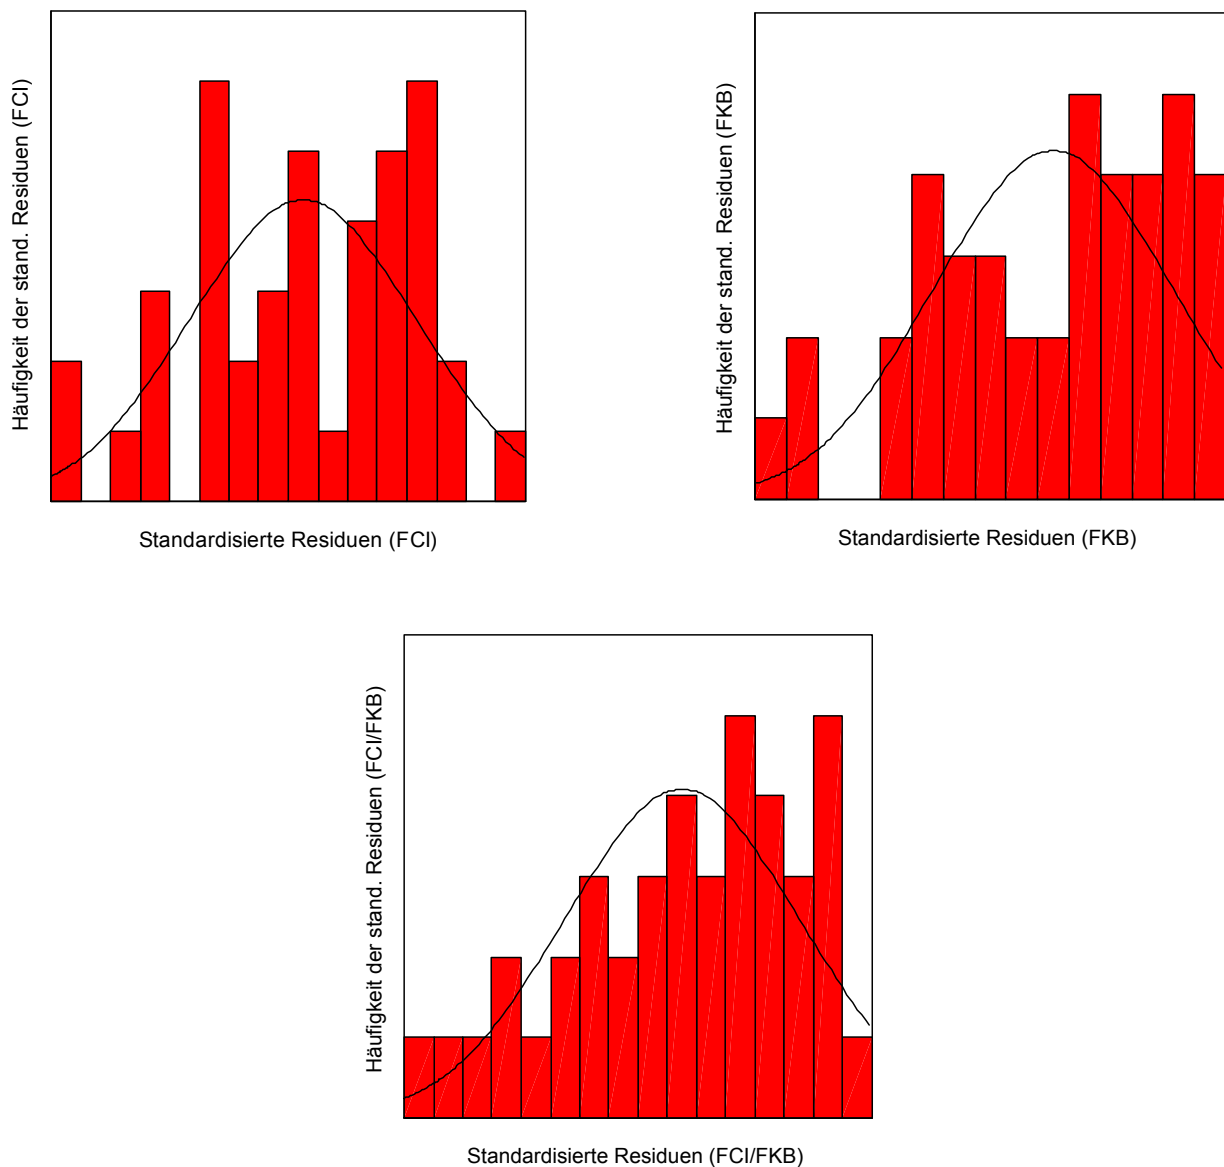 Häufigkeit der stand. Residuen (FCI)
Standardisierte Residuen (FCI)
Häufigkeit der stand. Residuen (FKB)
Standardisierte Residuen (FKB)
Häufigkeit der stand. Residuen (FCI/FKB)
Standardisierte Residuen (FCI/FKB)